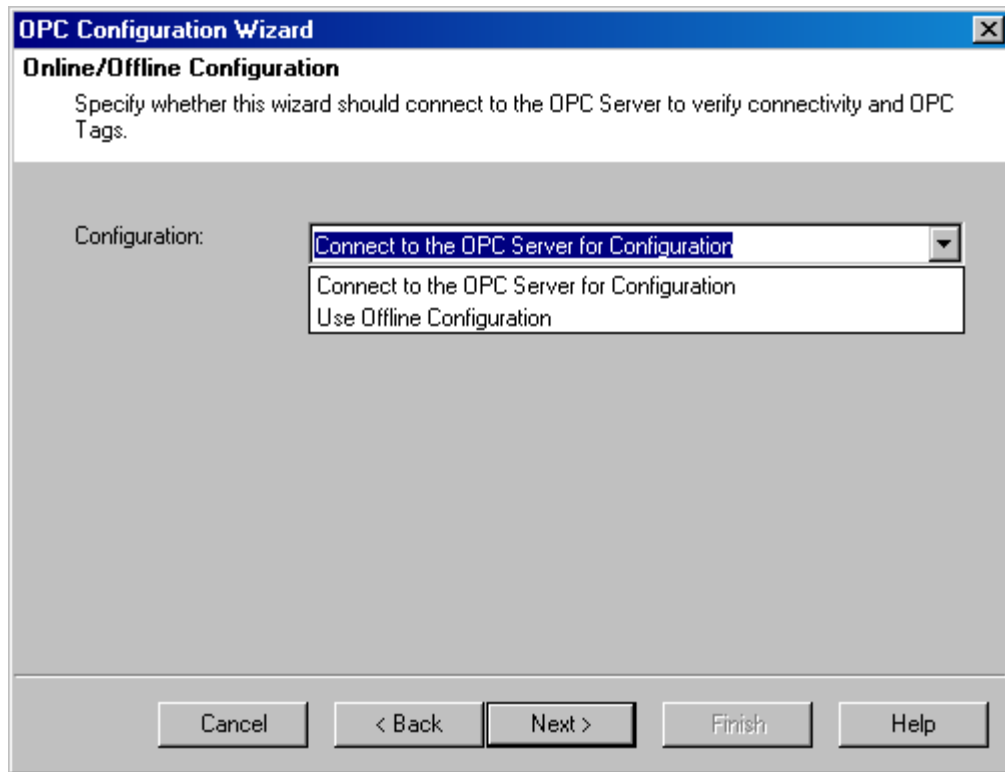 OPC Configuration Wizard
Online/Offline Configuration
Specify whether this wizard should connect to the OPC Server to verify connectivity and OPC
Tags.
Configuration:
Connect to the OPC Server for Configuration
Connect to the OPC Server for Configuration
Use Offline Configuration
Cancel < Back Next > Finish Help